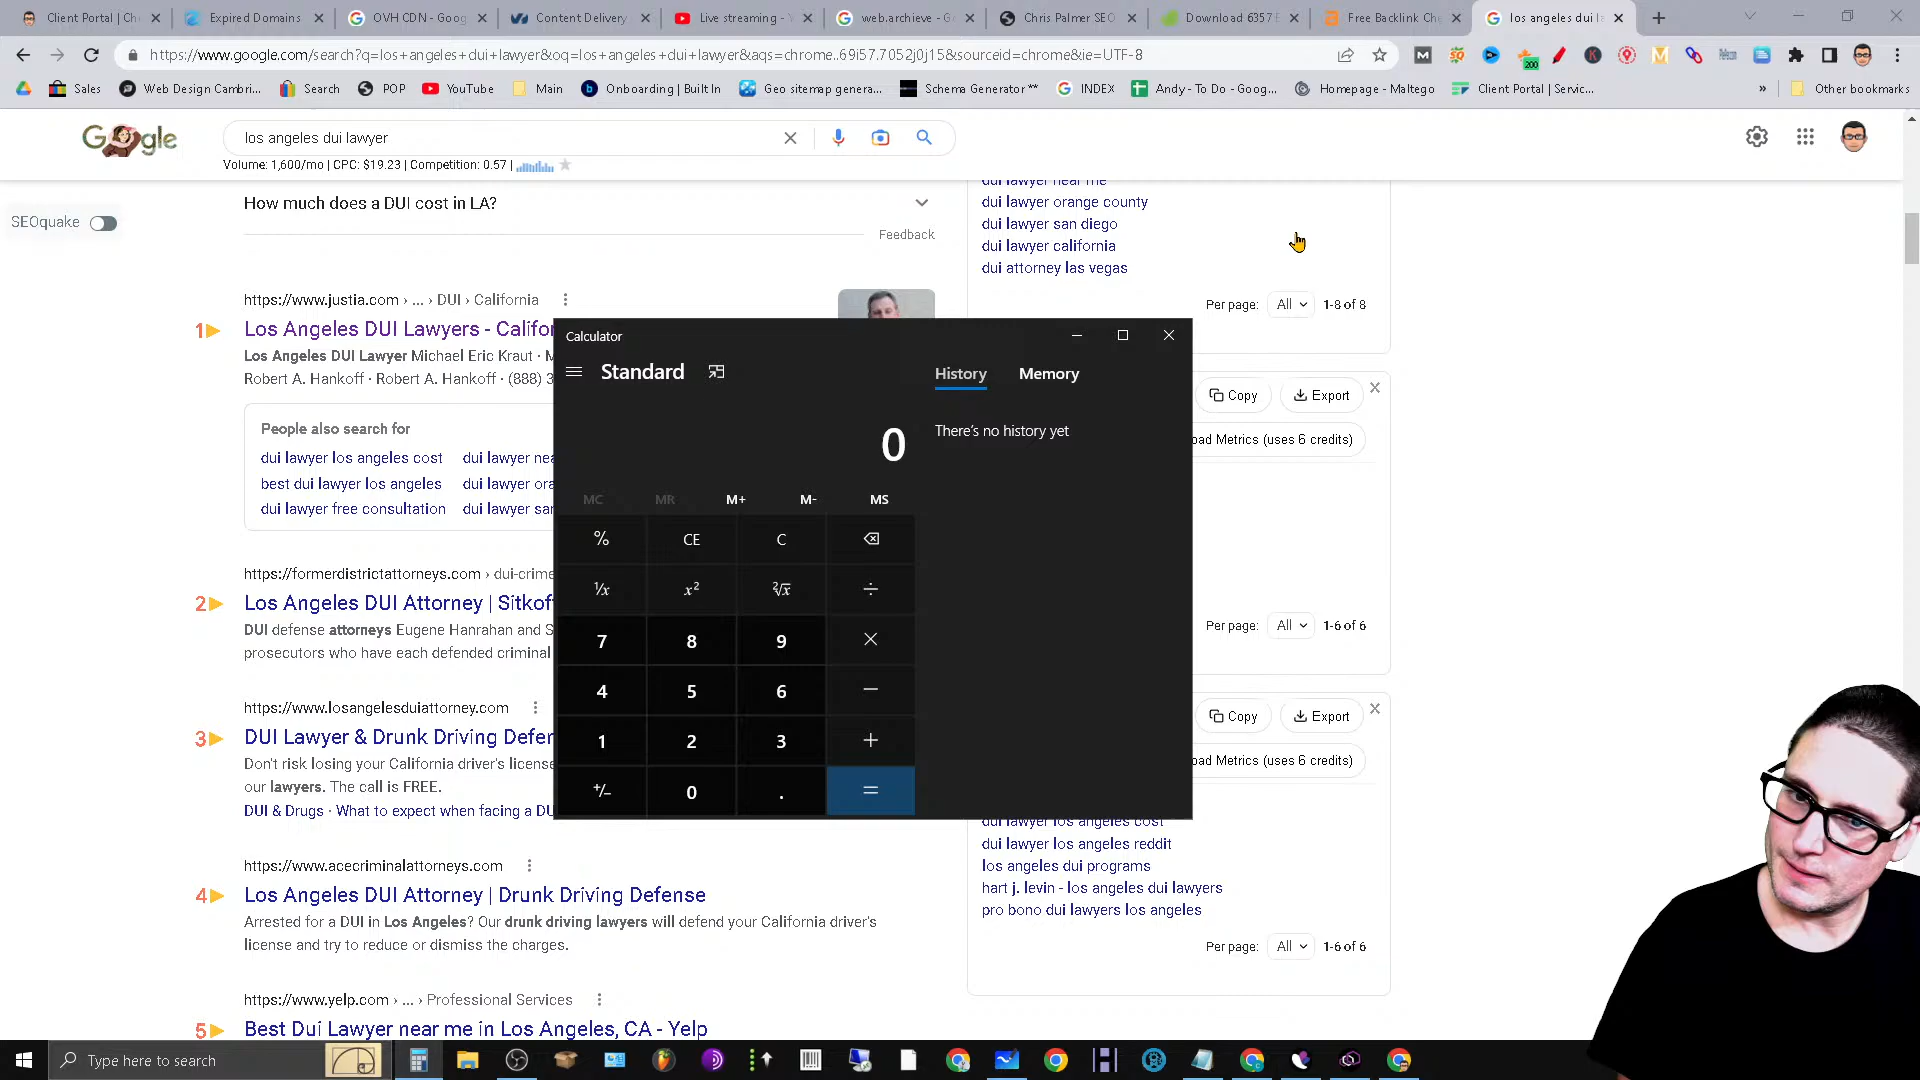 Client Portal | Ch
Expired Domains
OVH CDN - Goog
Content Delivery
Live streaming - 
web.archieve - G
Chris Palmer SEO
Download 6357 E
Free Backlink Che
los angeles dui l
https://www.google.com/search?q=los+angeles+dui+lawyer&oq=los+angeles+dui+lawyer&aqs=chrome..69i57.7052j0j15&sourceid=chrome&ie=UTF-8
200
Sales
Web Design Cambri...
Search
POP
YouTube
Main
Onboarding | Built In
Geo sitemap genera...
Schema Generator **
INDEX
Andy - To Do - Goog...
Homepage - Maltego
Client Portal | Servic...
»
Other bookmarks
Google
los angeles dui lawyer
Volume: 1,600/mo | CPC: $19.23 | Competition: 0.57 |
SEOquake
How much does a DUI cost in LA?
Feedback
https://www.justia.com › ... › DUI › California
1
Los Angeles DUI Lawyers - Califor
Los Angeles DUI Lawyer Michael Eric Kraut · M
Robert A. Hankoff · Robert A. Hankoff · (888) 3
People also search for
dui lawyer los angeles cost
dui lawyer nea
best dui lawyer los angeles
dui lawyer ora
dui lawyer free consultation
dui lawyer sa
https://formerdistrictattorneys.com › dui-crime
2
Los Angeles DUI Attorney | Sitkoff
DUI defense attorneys Eugene Hanrahan and S
prosecutors who have each defended criminal
https://www.losangelesduiattorney.com
3
DUI Lawyer & Drunk Driving Defen
Don't risk losing your California driver's license
our lawyers. The call is FREE.
DUI & Drugs · What to expect when facing a DU
https://www.acecriminalattorneys.com
4
Los Angeles DUI Attorney | Drunk Driving Defense
Arrested for a DUI in Los Angeles? Our drunk driving lawyers will defend your California driver's
license and try to reduce or dismiss the charges.
https://www.yelp.com › ... › Professional Services
5
Best Dui Lawyer near me in Los Angeles, CA - Yelp
dui lawyer near me
dui lawyer orange county
dui lawyer san diego
dui lawyer california
dui attorney las vegas
Per page: All 1-8 of 8
Copy
Export
oad Metrics (uses 6 credits)
Per page: All 1-6 of 6
Copy
Export
oad Metrics (uses 6 credits)
dui lawyer los angeles cost
dui lawyer los angeles reddit
los angeles dui programs
hart j. levin - los angeles dui lawyers
pro bono dui lawyers los angeles
Per page: All 1-6 of 6
Calculator
Standard
History
Memory
There's no history yet
0
MC MR M+ M- MS
% CE C
1/x x² ²√x ÷
7 8 9 ×
4 5 6 −
1 2 3 +
+/− 0 . =
Type here to search